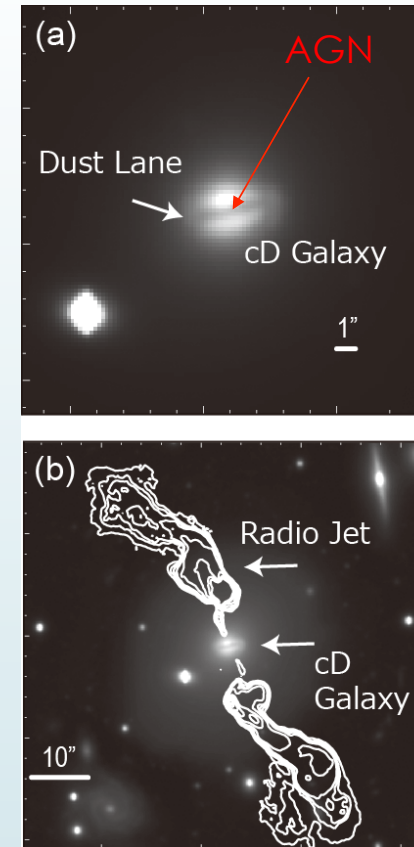 (a)
AGN
Dust Lane
cD Galaxy
1”
(b)
Radio Jet
cD
Galaxy
10”